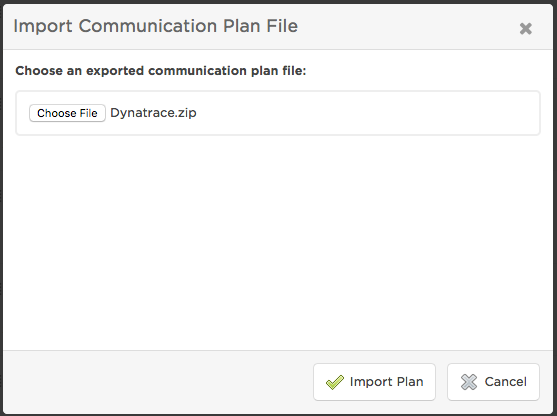 Import Communication Plan File
Choose an exported communication plan file:
Choose File Dynatrace.zip
Import Plan Cancel